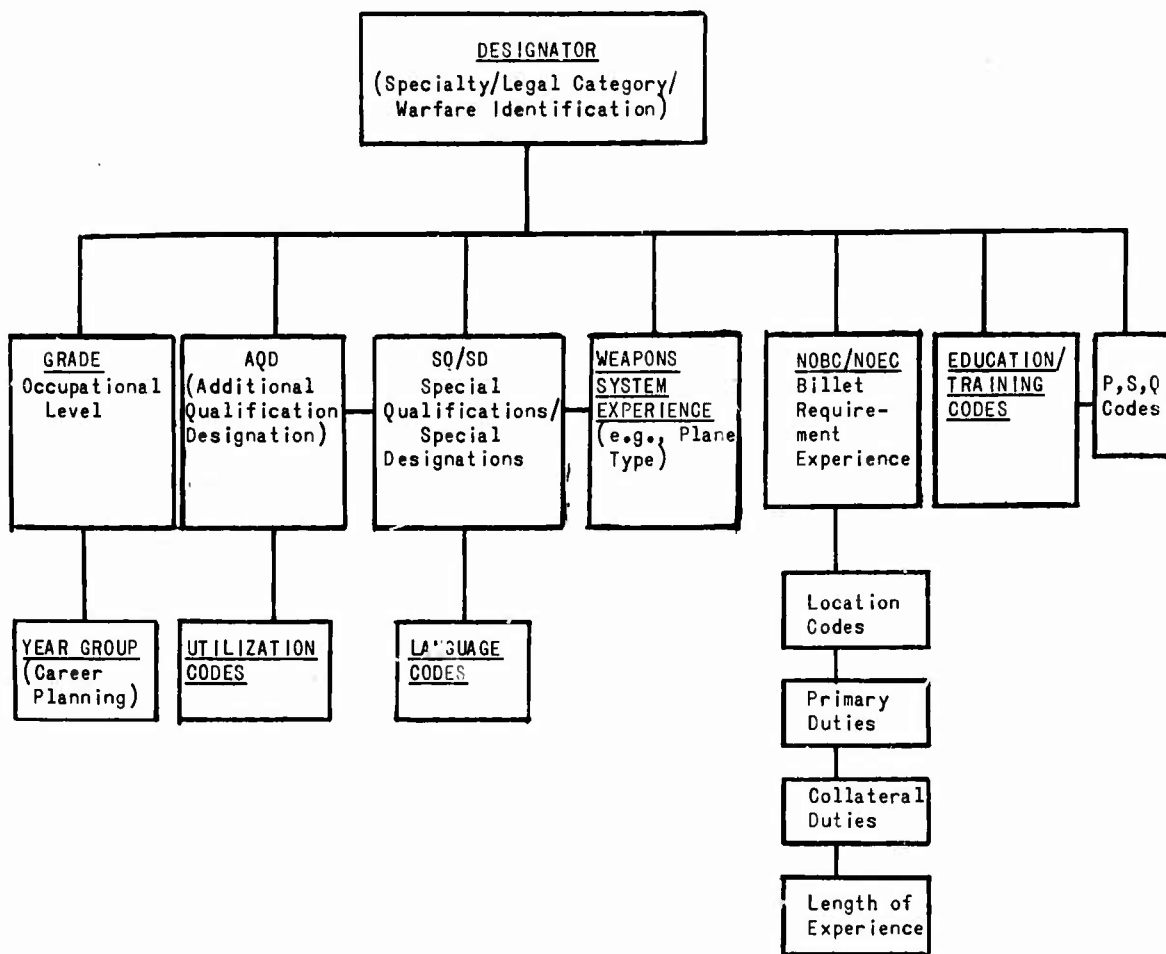 DESIGNATOR
(Specialty/Legal Category/
Warfare Identification)
GRADE
Occupational
Level
AQD
(Additional
Qualification
Designation)
SQ/SD
Special
Qualifications/
Special
Designations
WEAPONS
SYSTEM
EXPERIENCE
(e.g., Plane
Type)
NOBC/NOEC
Billet
Require-
ment
Experience
EDUCATION/
TRAINING
CODES
P,S,Q
Codes
YEAR GROUP
(Career
Planning)
UTILIZATION
CODES
LANGUAGE
CODES
Location
Codes
Primary
Duties
Collateral
Duties
Length of
Experience